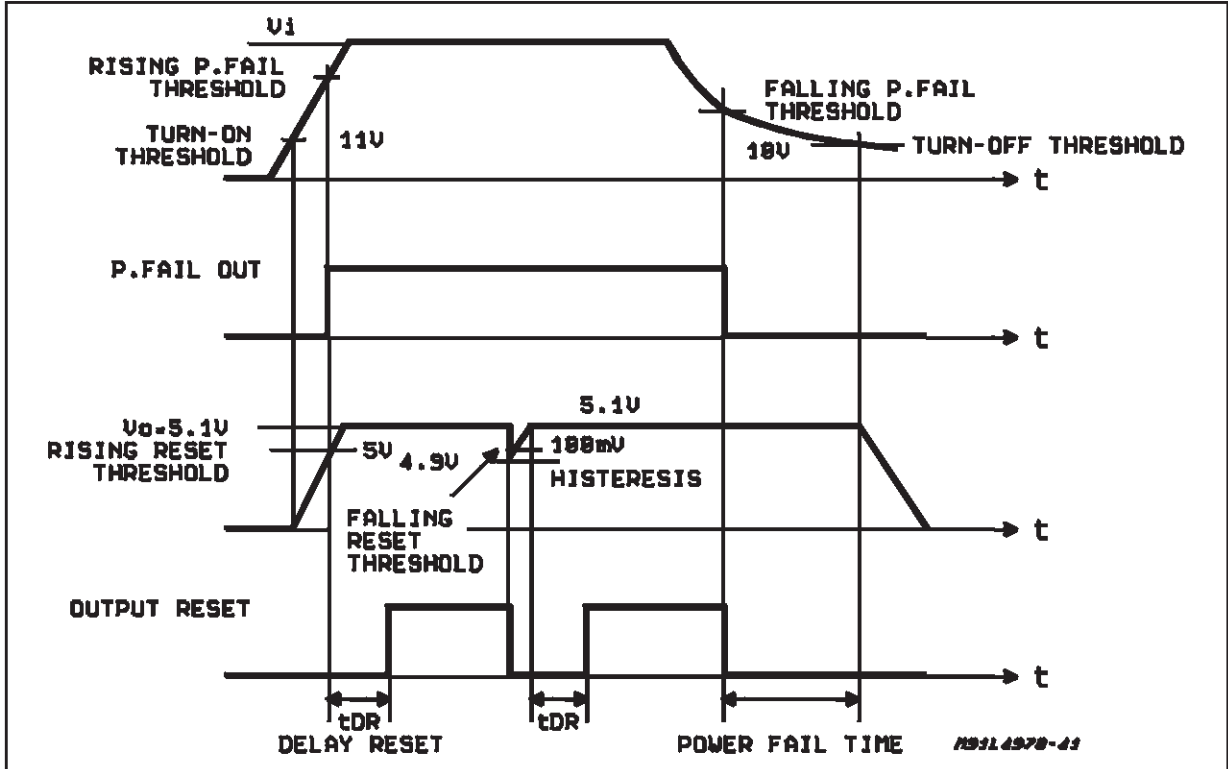 Vi
RISING P.FAIL
THRESHOLD
FALLING P.FAIL
THRESHOLD
TURN-ON
THRESHOLD
11V
10V
TURN-OFF THRESHOLD
t
P.FAIL OUT
t
5.1V
Vo=5.1V
RISING RESET
THRESHOLD
5V
4.9V
100mV
HISTERESIS
FALLING
RESET
THRESHOLD
t
OUTPUT RESET
t
tDR
tDR
DELAY RESET
POWER FAIL TIME